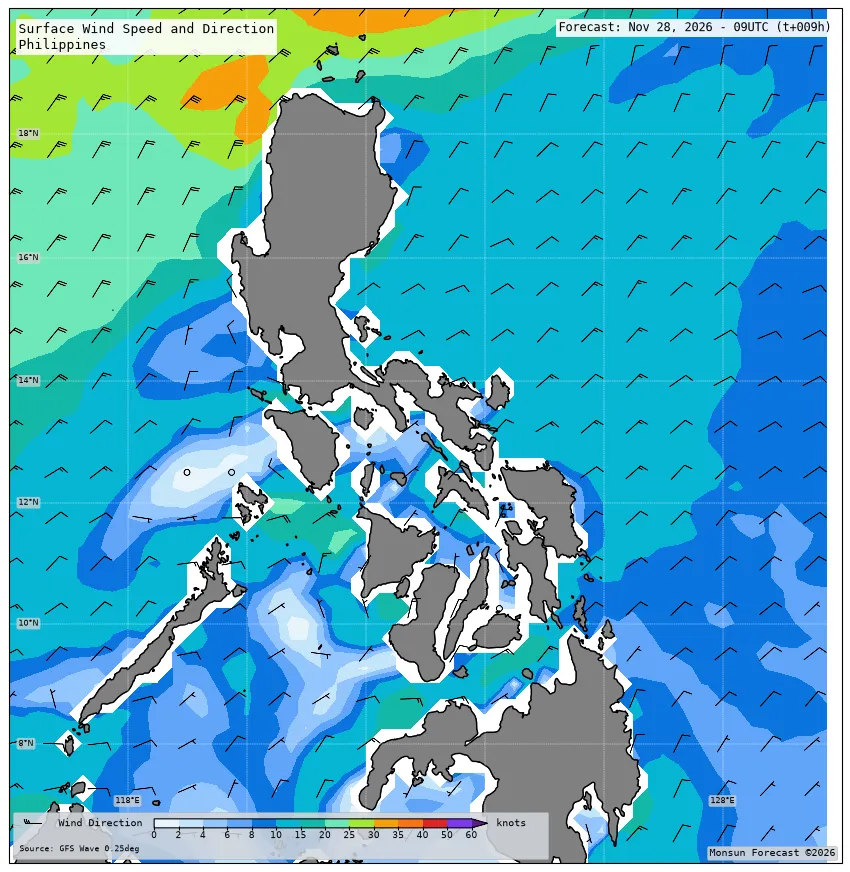 Surface Wind Speed and Direction
Philippines
Forecast: Nov 28, 2026 - 09UTC (t+009h)
18°N
16°N
14°N
12°N
10°N
8°N
118°E
128°E
Wind Direction
knots
0 2 4 6 8 10 15 20 25 30 35 40 50 60
Source: GFS Wave 0.25deg
Monsun Forecast ©2026